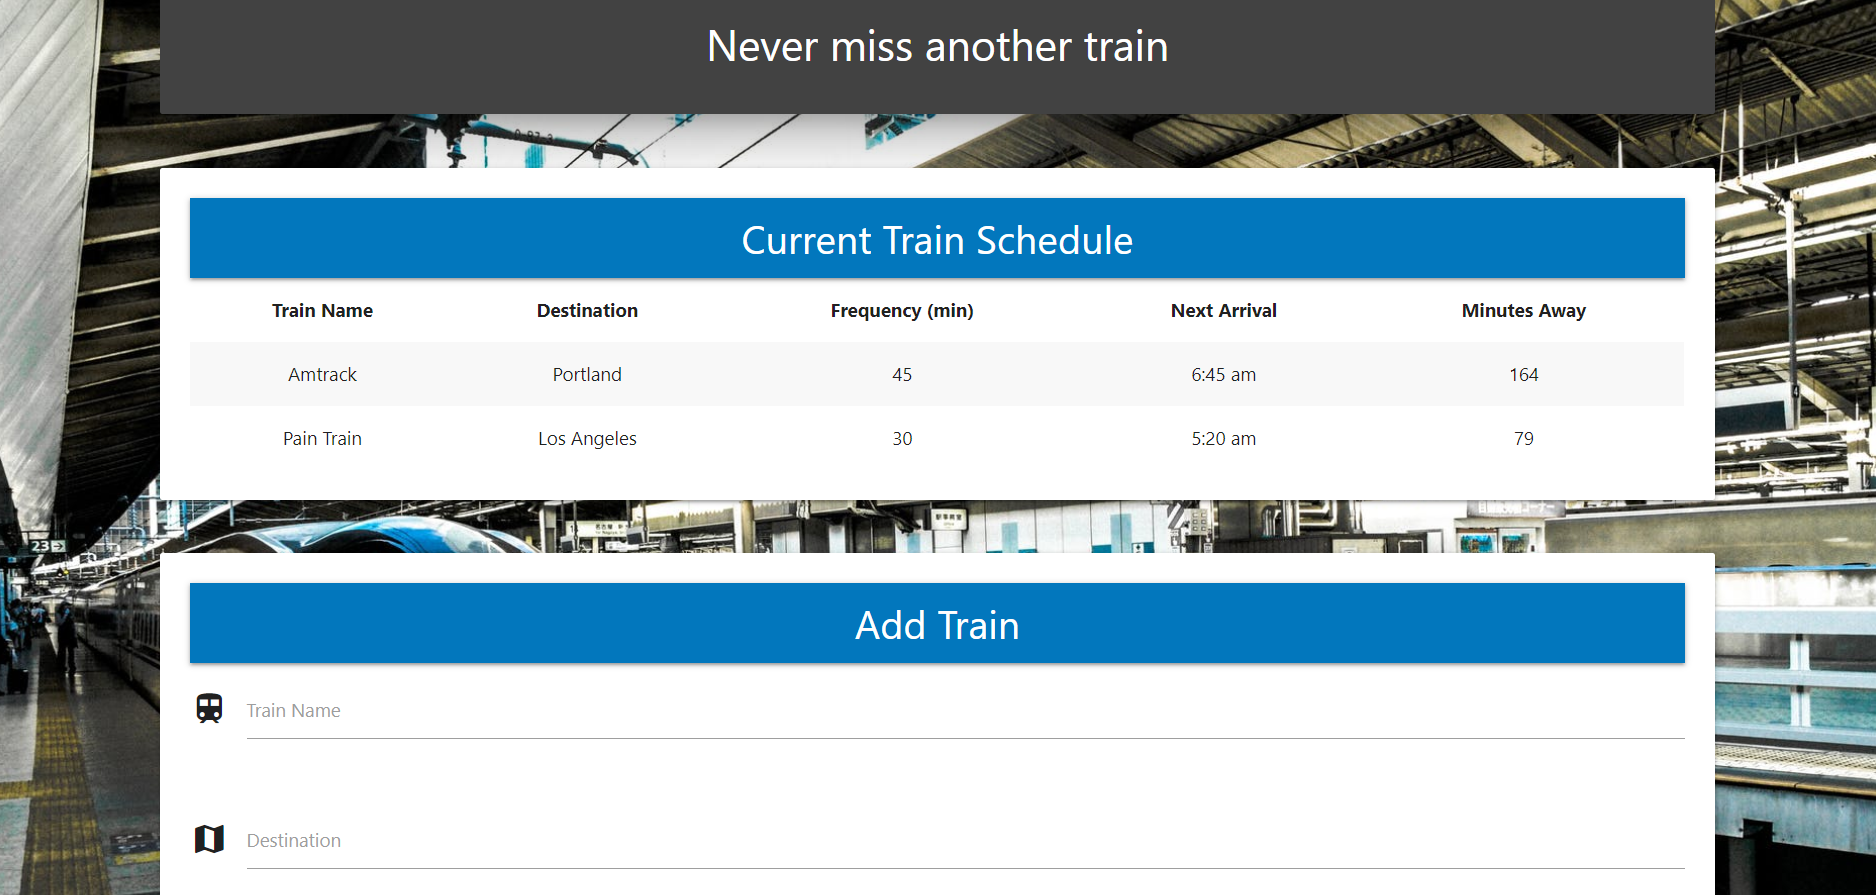 Never miss another train
Current Train Schedule
Train Name Destination Frequency (min) Next Arrival Minutes Away
Amtrack Portland 45 6:45 am 164
Pain Train Los Angeles 30 5:20 am 79
23
Add Train
Train Name
Destination